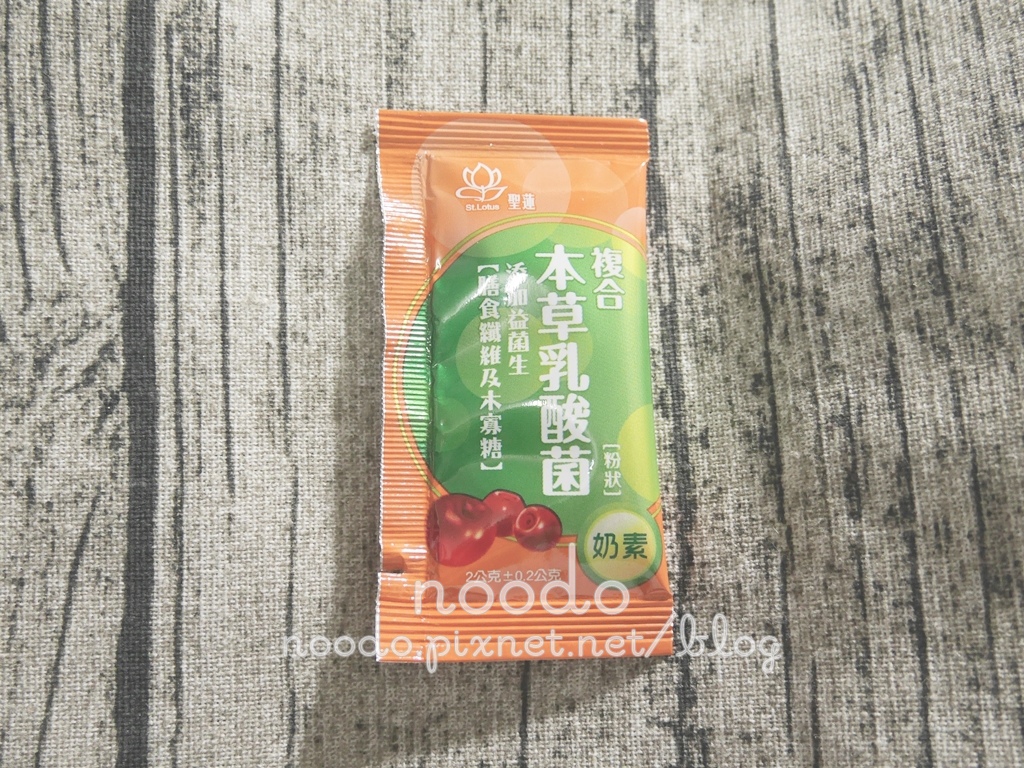 St.Lotus 聖蓮
複合
本草乳酸菌
[粉狀]
添加益菌生
【膳食纖維及木寡糖】
奶素
2公克±0.2公克
noodo
noodo.pixnet.net/blog